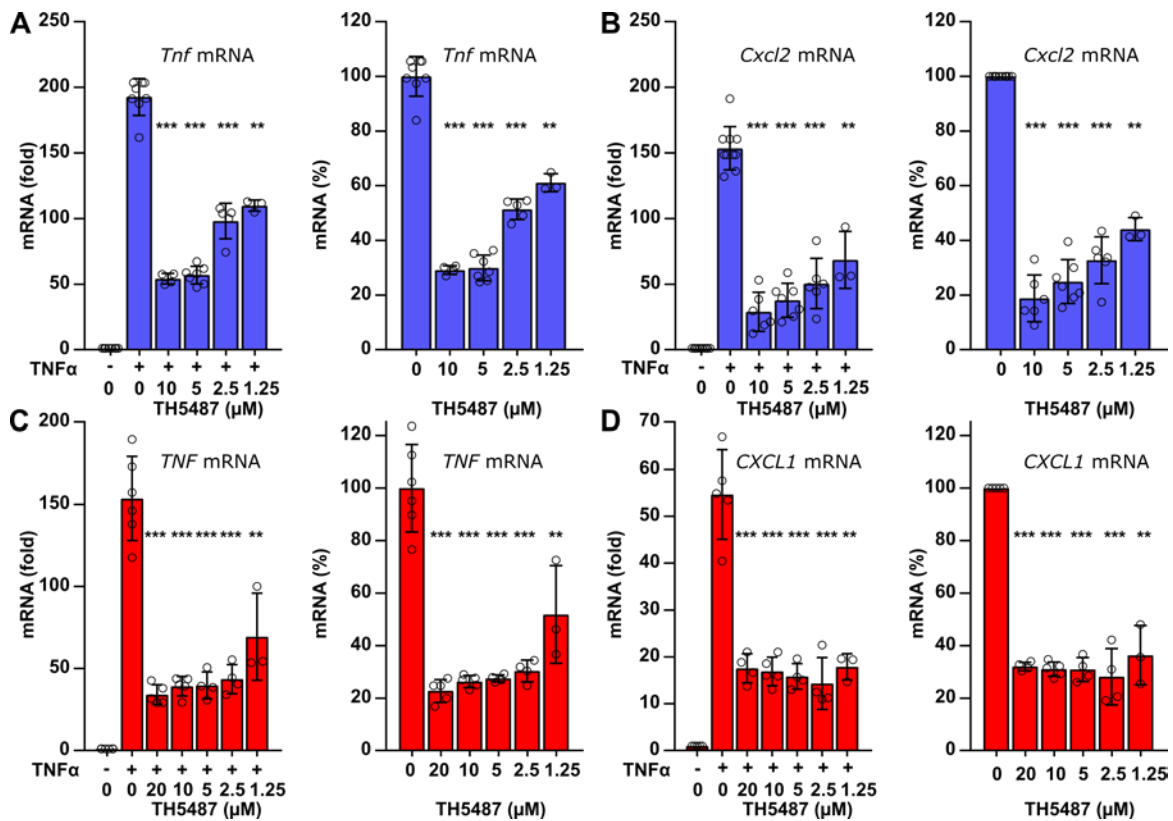 A
Tnf mRNA
mRNA (fold)
250
200
150
100
50
0
*** *** *** **
TNFα - + + + + +
0 0 10 5 2.5 1.25
TH5487 (μM)
Tnf mRNA
mRNA (%)
120
100
80
60
40
20
0
*** *** *** **
0 10 5 2.5 1.25
TH5487 (μM)
B
Cxcl2 mRNA
mRNA (fold)
250
200
150
100
50
0
*** *** *** **
TNFα - + + + + +
0 0 10 5 2.5 1.25
TH5487 (μM)
Cxcl2 mRNA
mRNA (%)
120
100
80
60
40
20
0
*** *** *** **
0 10 5 2.5 1.25
TH5487 (μM)
C
TNF mRNA
mRNA (fold)
200
150
100
50
0
*** *** *** *** **
TNFα - + + + + + +
0 0 20 10 5 2.5 1.25
TH5487 (μM)
TNF mRNA
mRNA (%)
120
100
80
60
40
20
0
*** *** *** *** **
0 20 10 5 2.5 1.25
TH5487 (μM)
D
CXCL1 mRNA
mRNA (fold)
70
60
50
40
30
20
10
0
*** *** *** *** **
TNFα - + + + + + +
0 0 20 10 5 2.5 1.25
TH5487 (μM)
CXCL1 mRNA
mRNA (%)
120
100
80
60
40
20
0
*** *** *** *** **
0 20 10 5 2.5 1.25
TH5487 (μM)